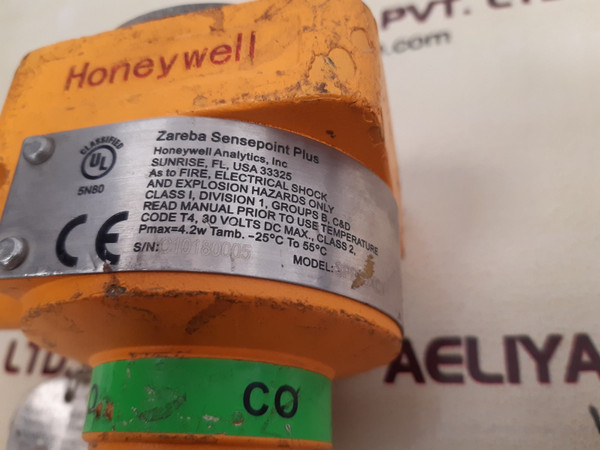 PVT. L
.com
Honeywell
CLASSIFIED
UL
5N80
Zareba Sensepoint Plus
Honeywell Analytics, Inc
SUNRISE, FL, USA 33325
As to FIRE, ELECTRICAL SHOCK
AND EXPLOSION HAZARDS ONLY
CLASS I, DIVISION 1, GROUPS B, C&D
READ MANUAL PRIOR TO USE TEMPERATURE
CODE T4, 30 VOLTS DC MAX., CLASS 2,
Pmax=4.2w Tamb. -25°C To 55°C
S/N:
MODEL:
CE
LTD.
AELIYA
CO